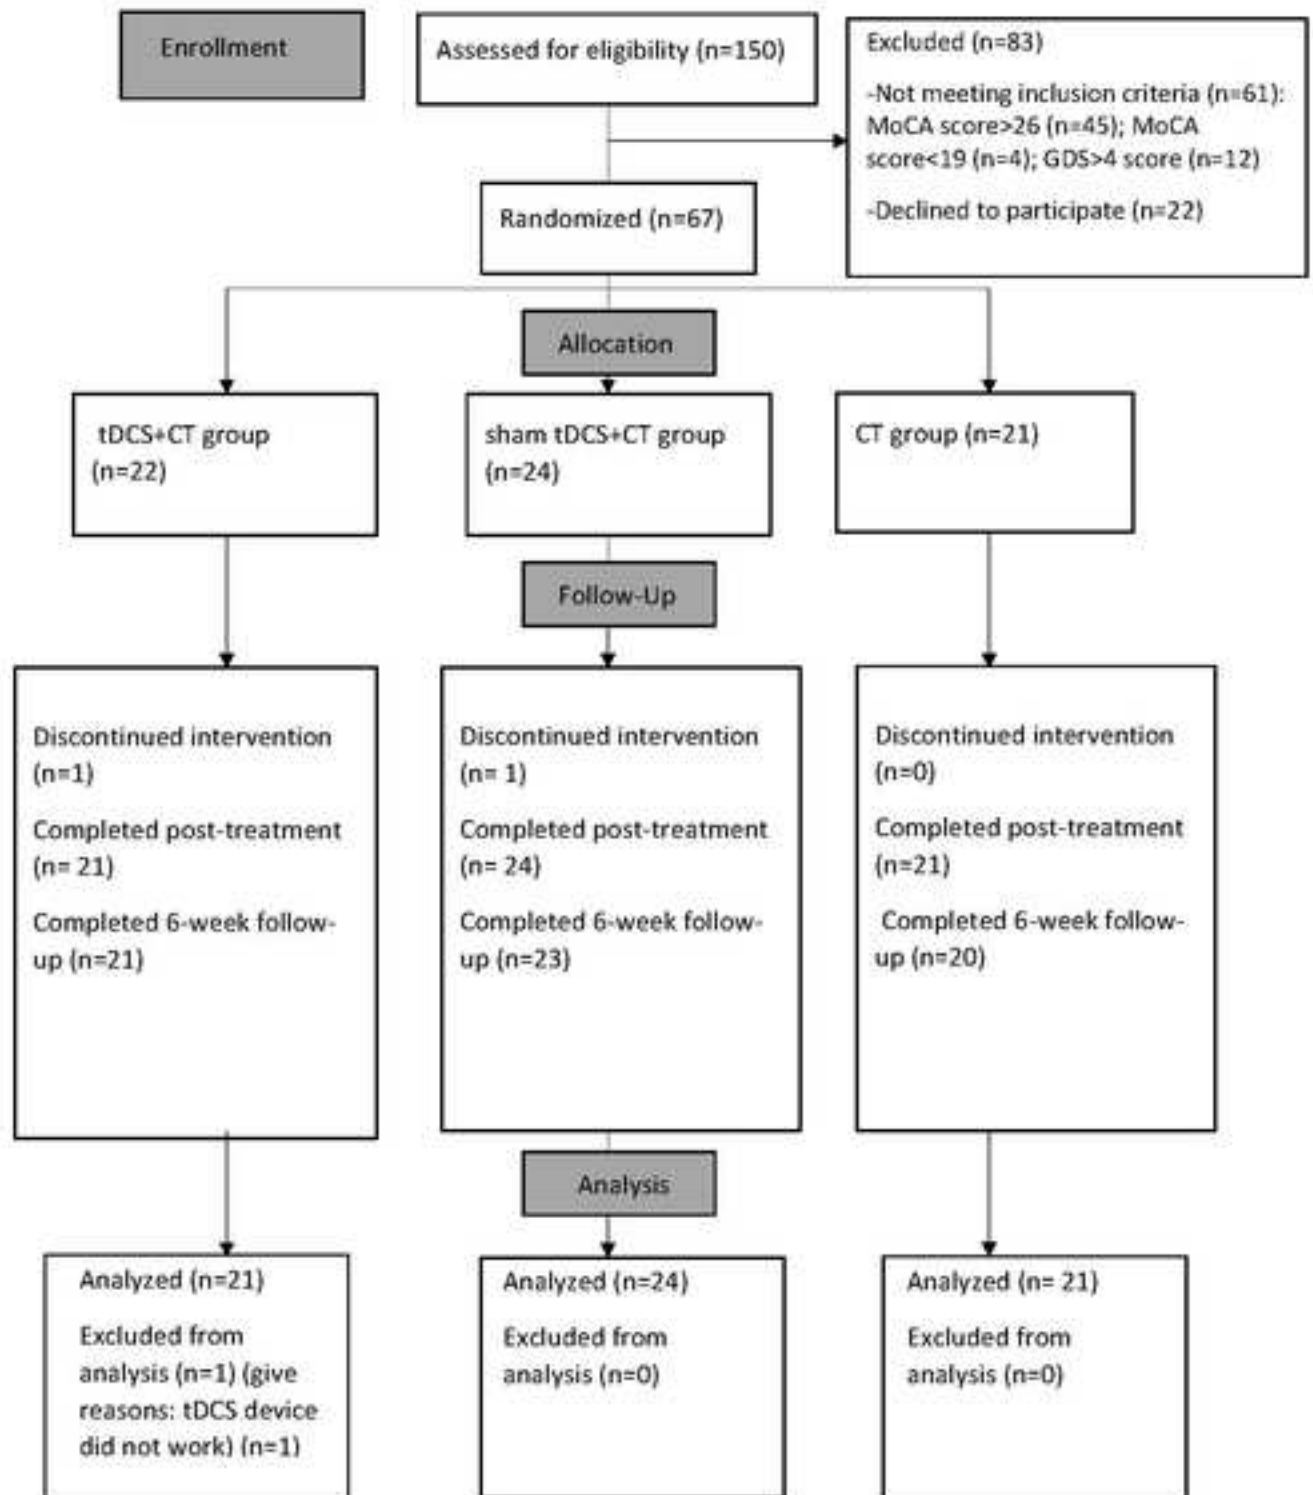 Enrollment
Assessed for eligibility (n=150)
Excluded (n=83)
-Not meeting inclusion criteria (n=61):
MoCA score>26 (n=45); MoCA
score<19 (n=4); GDS>4 score (n=12)
-Declined to participate (n=22)
Randomized (n=67)
Allocation
tDCS+CT group
(n=22)
sham tDCS+CT group
(n=24)
CT group (n=21)
Follow-Up
Discontinued intervention
(n=1)
Completed post-treatment
(n= 21)
Completed 6-week follow-
up (n=21)
Discontinued intervention
(n= 1)
Completed post-treatment
(n= 24)
Completed 6-week follow-
up (n=23)
Discontinued intervention
(n=0)
Completed post-treatment
(n=21)
Completed 6-week follow-
up (n=20)
Analysis
Analyzed (n=21)
Excluded from
analysis (n=1) (give
reasons: tDCS device
did not work) (n=1)
Analyzed (n=24)
Excluded from
analysis (n=0)
Analyzed (n= 21)
Excluded from
analysis (n=0)